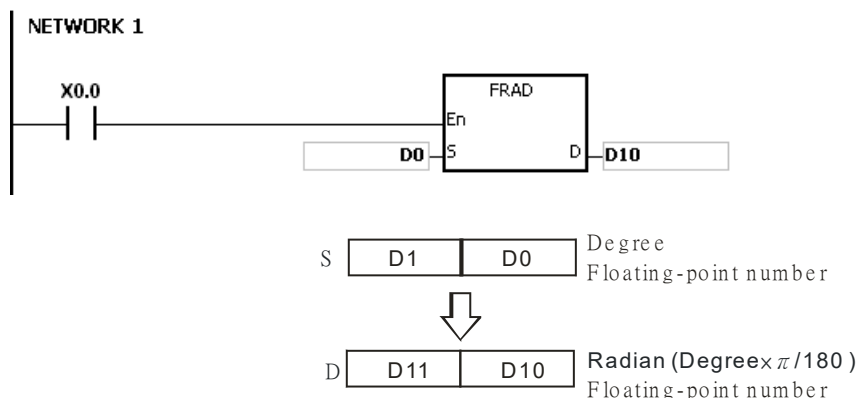 NETWORK 1
X0.0
FRAD
En
D0 S D D10
S D1 D0 Degree
Floating-point number
D D11 D10 Radian (Degree×π/180 )
Floating-point number